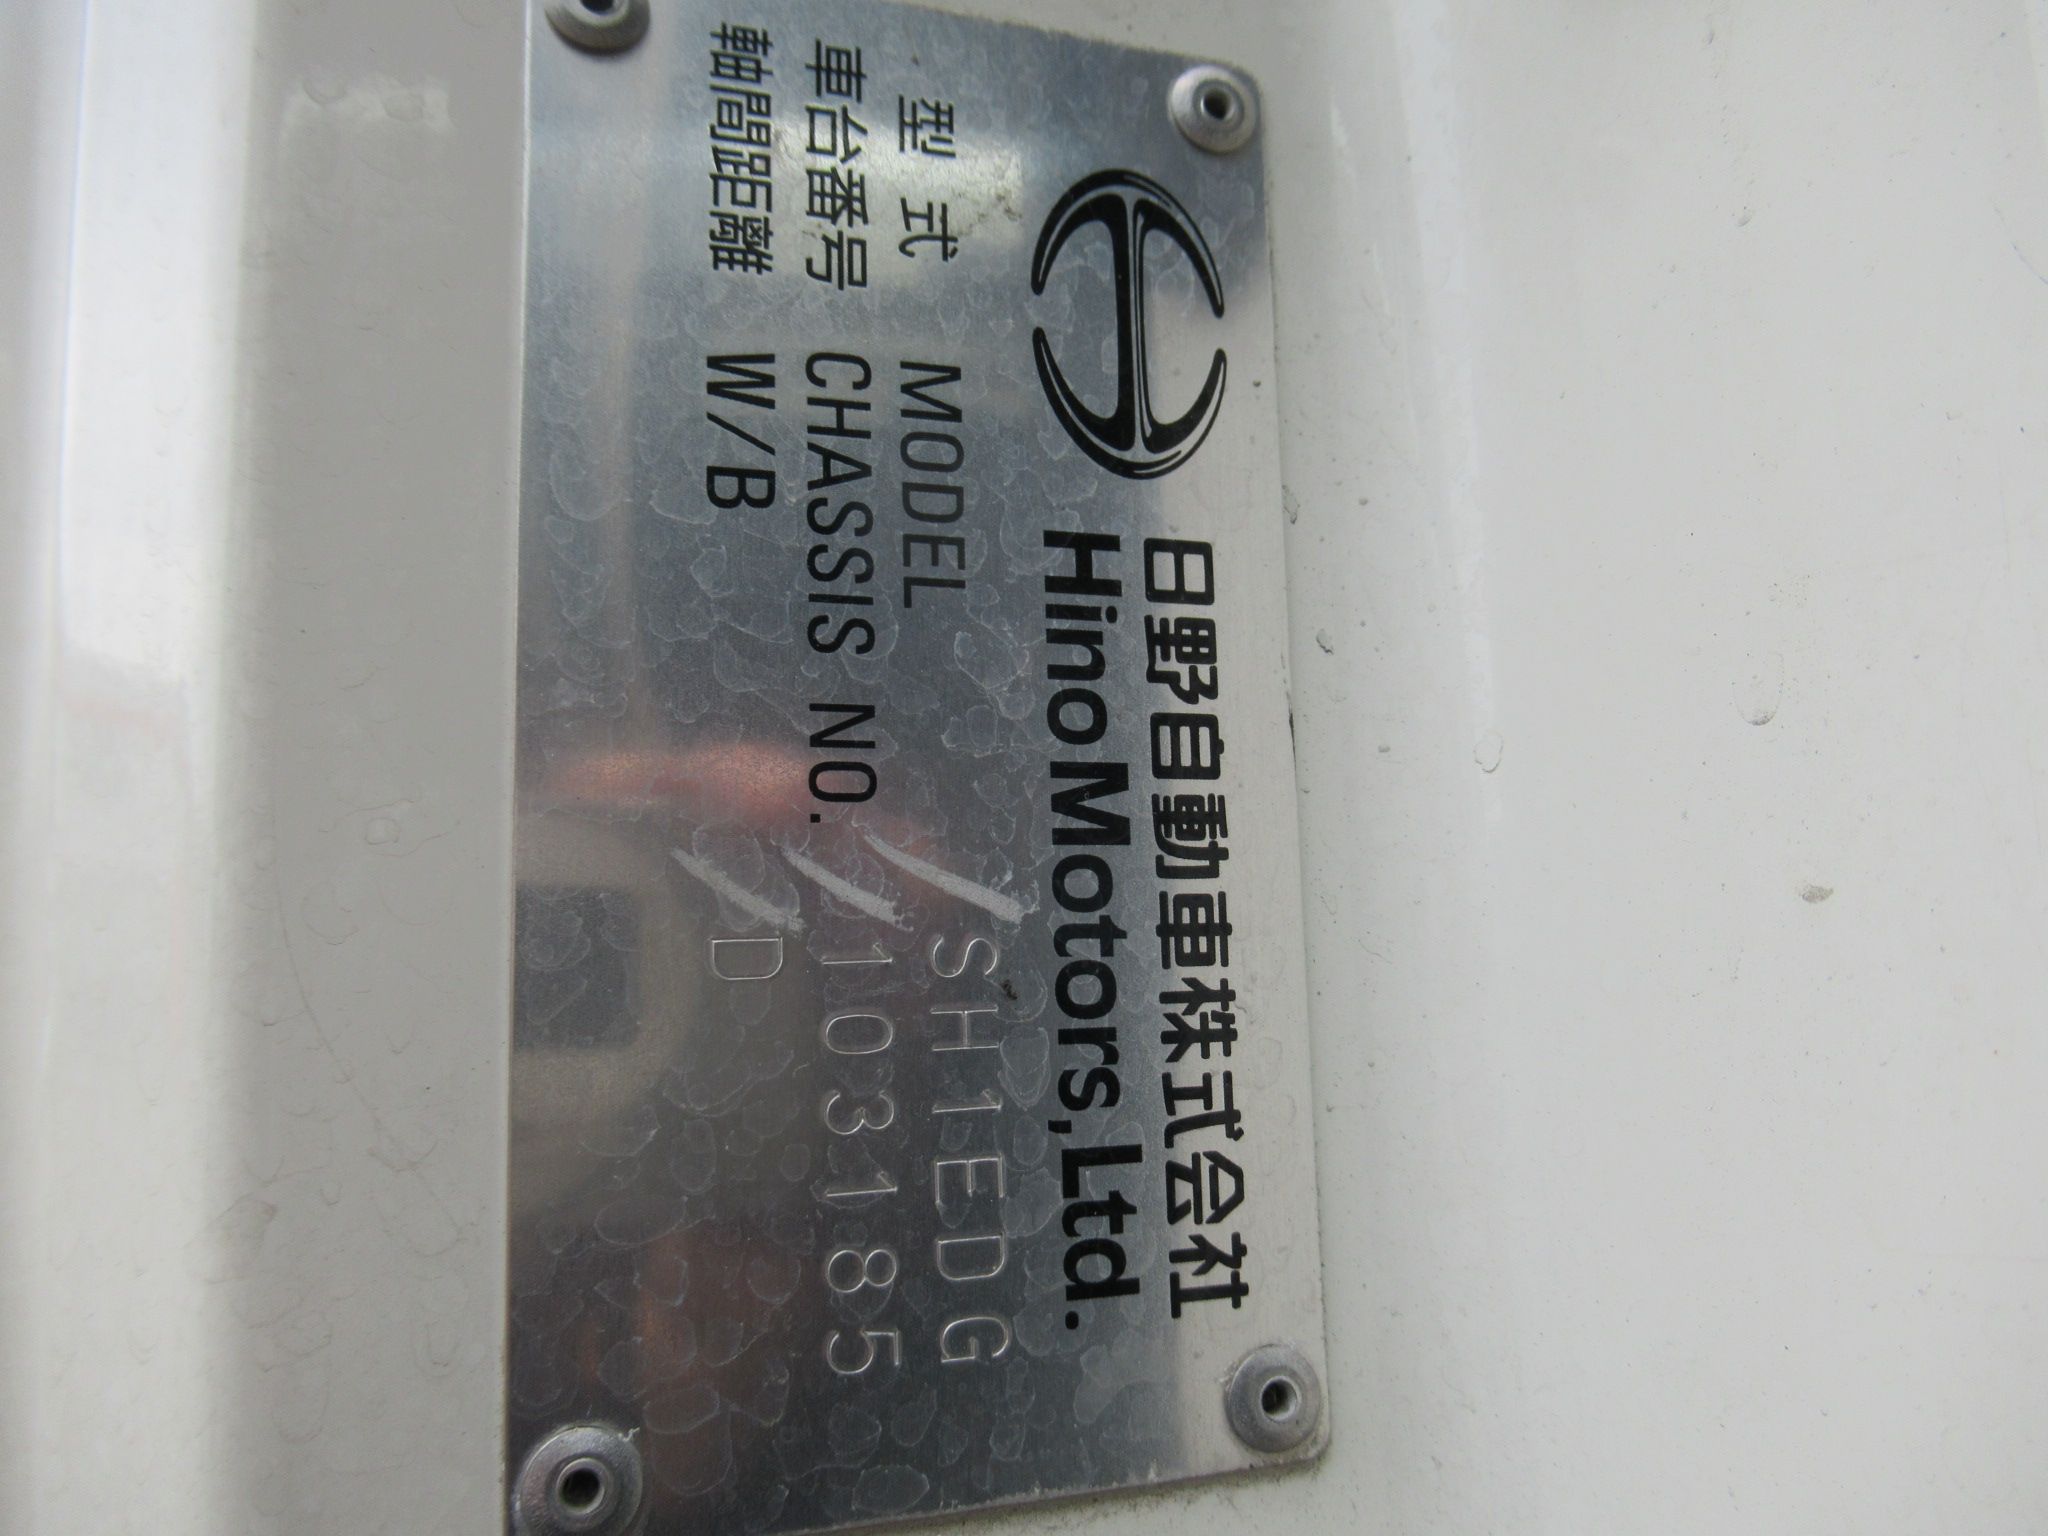 日野自動車株式会社
Hino Motors, Ltd.
型式 MODEL SH1EDG
車台番号 CHASSIS NO. 1031185
軸間距離 W/B D